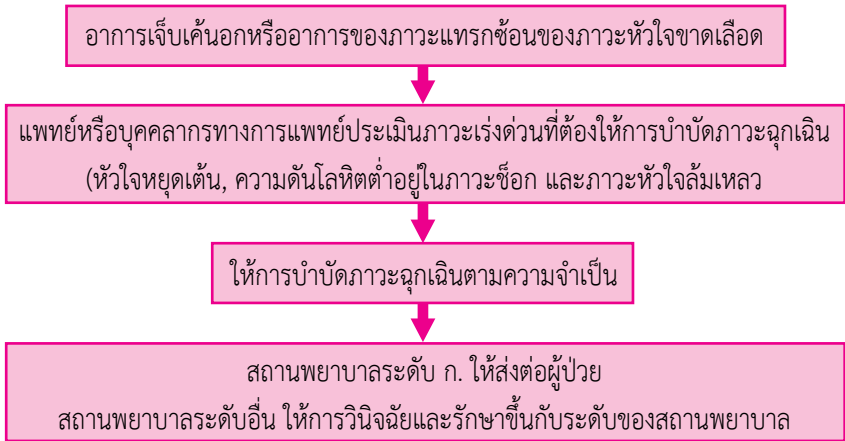 อาการเจ็บเค้นอกหรืออาการของภาวะแทรกซ้อนของภาวะหัวใจขาดเลือด
แพทย์หรือบุคคลากรทางการแพทย์ประเมินภาวะเร่งด่วนที่ต้องให้การบำบัดภาวะฉุกเฉิน
(หัวใจหยุดเต้น, ความดันโลหิตต่ำอยู่ในภาวะช็อก และภาวะหัวใจล้มเหลว
ให้การบำบัดภาวะฉุกเฉินตามความจำเป็น
สถานพยาบาลระดับ ก. ให้ส่งต่อผู้ป่วย
สถานพยาบาลระดับอื่น ให้การวินิจฉัยและรักษาขึ้นกับระดับของสถานพยาบาล